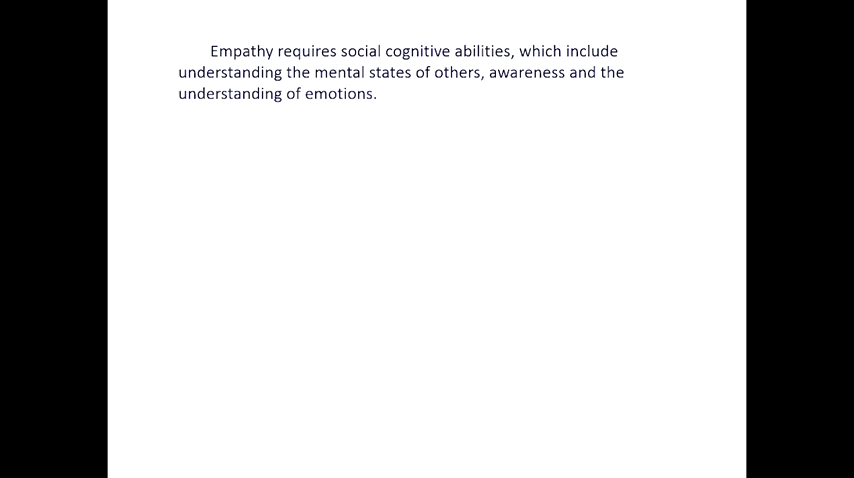 Empathy requires social cognitive abilities, which include
understanding the mental states of others, awareness and the
understanding of emotions.